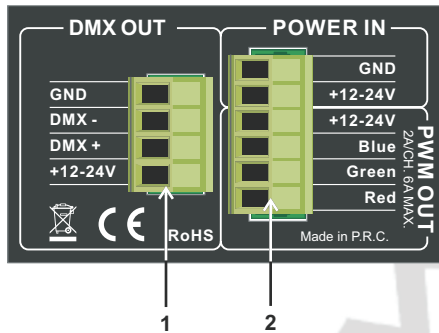 DMX OUT
GND
DMX -
DMX +
+12-24V
CE RoHS
POWER IN
GND
+12-24V
+12-24V
Blue
Green
Red
PWM OUT
2A/CH. 6A MAX.
Made in P.R.C.
1 2